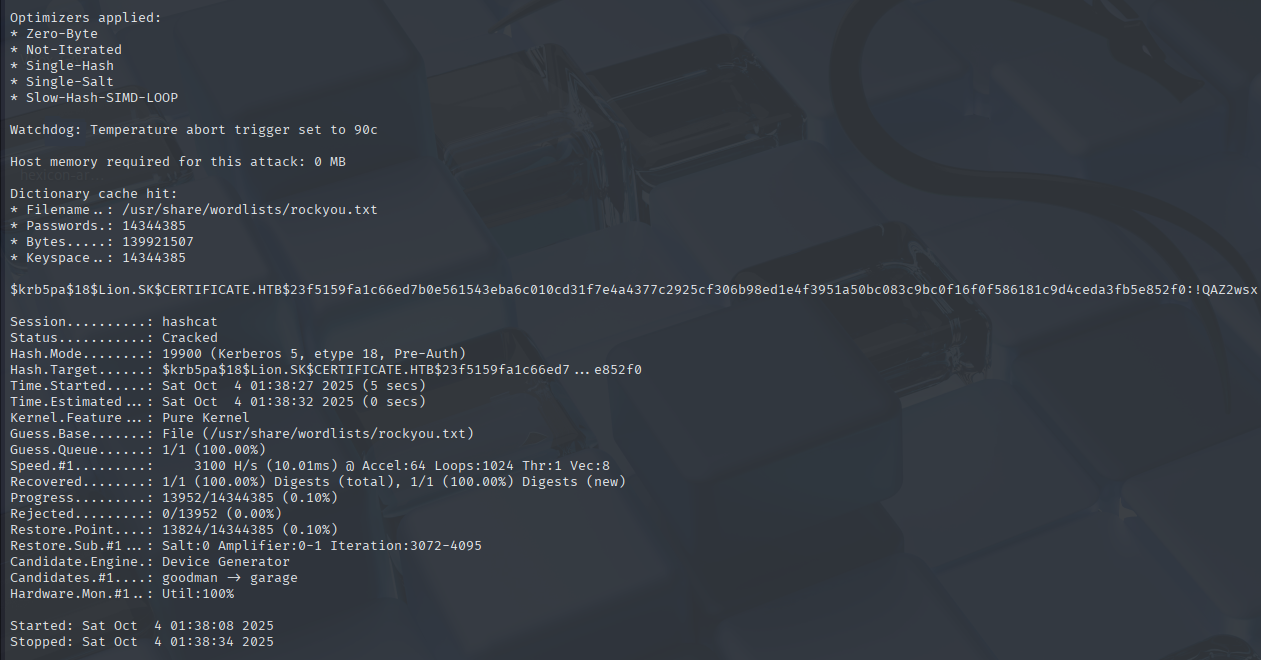 Optimizers applied:
* Zero-Byte
* Not-Iterated
* Single-Hash
* Single-Salt
* Slow-Hash-SIMD-LOOP
Watchdog: Temperature abort trigger set to 90c
Host memory required for this attack: 0 MB
Dictionary cache hit:
* Filename..: /usr/share/wordlists/rockyou.txt
* Passwords.: 14344385
* Bytes.....: 139921507
* Keyspace..: 14344385
$krb5pa$18$Lion.SK$CERTIFICATE.HTB$23f5159fa1c66ed7b0e561543eba6c010cd31f7e4a4377c2925cf306b98ed1e4f3951a50bc083c9bc0f16f0f586181c9d4ceda3fb5e852f0:!QAZ2wsx
Session..........: hashcat
Status...........: Cracked
Hash.Mode........: 19900 (Kerberos 5, etype 18, Pre-Auth)
Hash.Target......: $krb5pa$18$Lion.SK$CERTIFICATE.HTB$23f5159fa1c66ed7...e852f0
Time.Started.....: Sat Oct  4 01:38:27 2025 (5 secs)
Time.Estimated...: Sat Oct  4 01:38:32 2025 (0 secs)
Kernel.Feature...: Pure Kernel
Guess.Base.......: File (/usr/share/wordlists/rockyou.txt)
Guess.Queue......: 1/1 (100.00%)
Speed.#1.........:     3100 H/s (10.01ms) @ Accel:64 Loops:1024 Thr:1 Vec:8
Recovered........: 1/1 (100.00%) Digests (total), 1/1 (100.00%) Digests (new)
Progress.........: 13952/14344385 (0.10%)
Rejected.........: 0/13952 (0.00%)
Restore.Point....: 13824/14344385 (0.10%)
Restore.Sub.#1...: Salt:0 Amplifier:0-1 Iteration:3072-4095
Candidate.Engine.: Device Generator
Candidates.#1....: goodman -> garage
Hardware.Mon.#1..: Util:100%
Started: Sat Oct  4 01:38:08 2025
Stopped: Sat Oct  4 01:38:34 2025